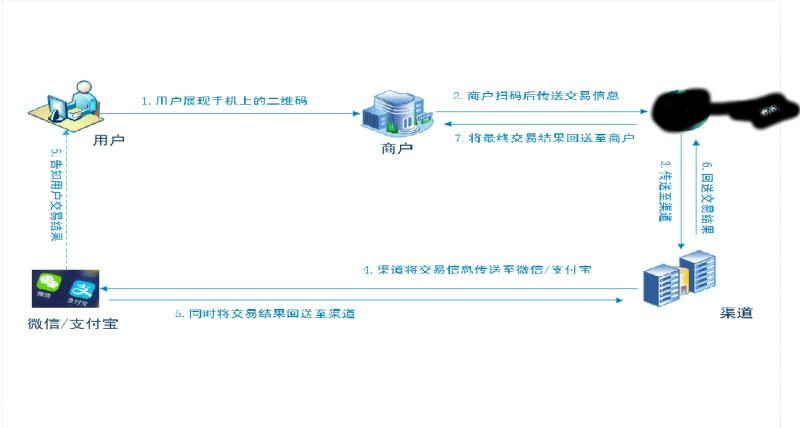 1.用户展现手机上的二维码
2.商户扫码后传送交易信息
7.将最终交易结果回送至商户
用户
商户
5.告知用户交易结果
3.传送至渠道
6.回送交易结果
4.渠道将交易信息传送至微信/支付宝
微信
支付宝
5.同时将交易结果回送至渠道
微信/支付宝
渠道